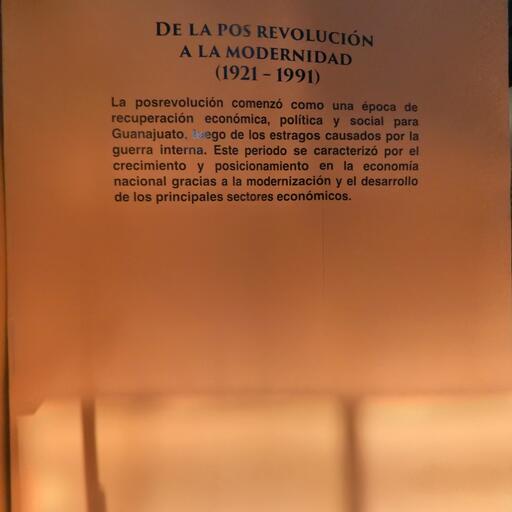 DE LA POS REVOLUCIÓN
A LA MODERNIDAD
(1921 – 1991)
La posrevolución comenzó como una época de
recuperación económica, política y social para
Guanajuato, luego de los estragos causados por la
guerra interna. Este periodo se caracterizó por el
crecimiento y posicionamiento en la economía
nacional gracias a la modernización y el desarrollo
de los principales sectores económicos.